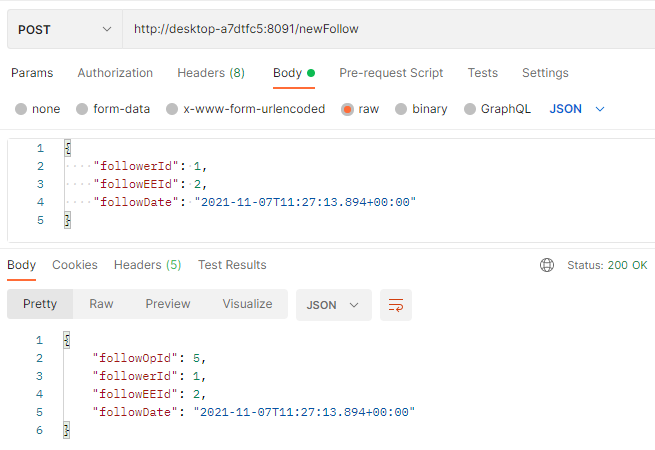 POST http://desktop-a7dtfc5:8091/newFollow
Params Authorization Headers (8) Body Pre-request Script Tests Settings
none form-data x-www-form-urlencoded raw binary GraphQL JSON
1 {
2 "followerId": 1,
3 "followEEId": 2,
4 "followDate": "2021-11-07T11:27:13.894+00:00"
5 }
Body Cookies Headers (5) Test Results Status: 200 OK
Pretty Raw Preview Visualize JSON
1 {
2 "followOpId": 5,
3 "followerId": 1,
4 "followEEId": 2,
5 "followDate": "2021-11-07T11:27:13.894+00:00"
6 }